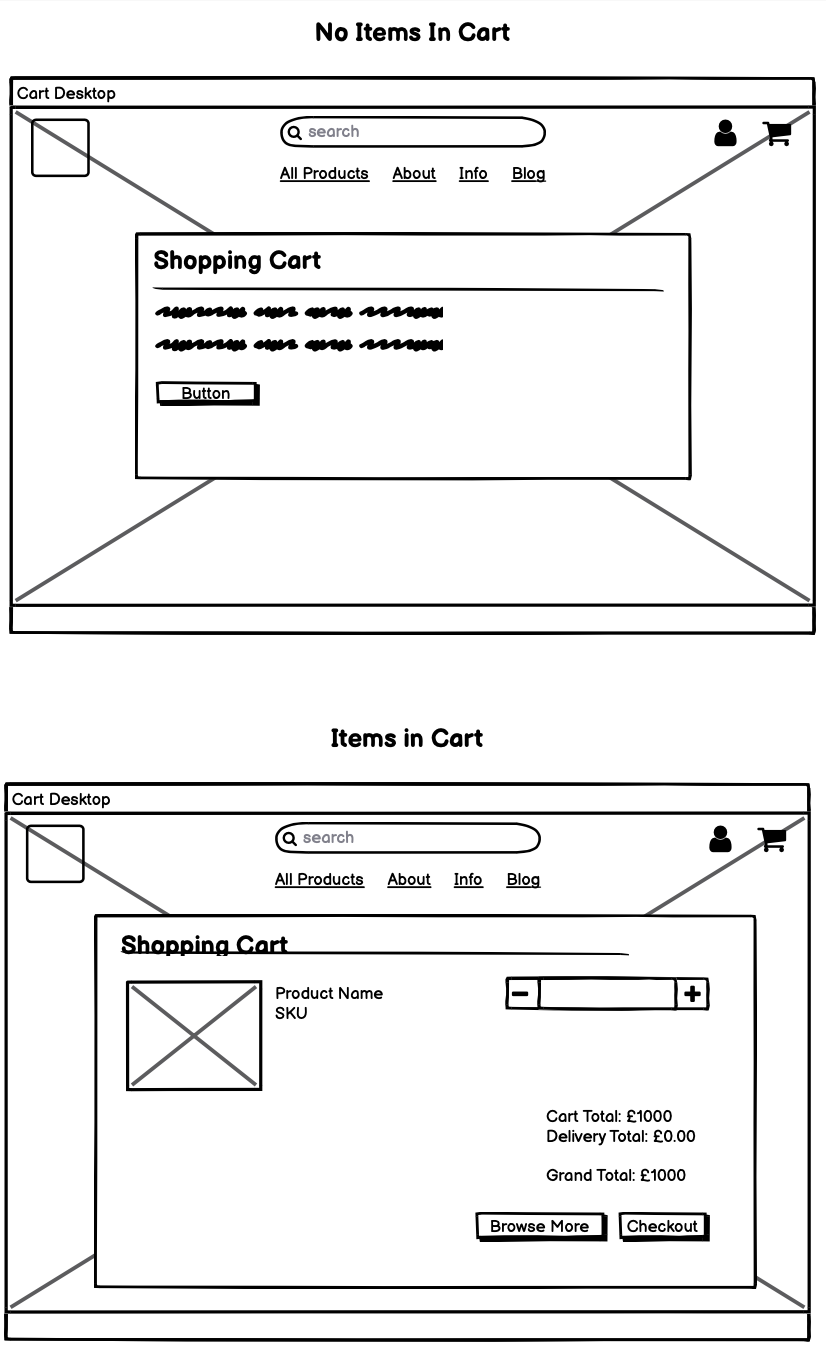 No Items In Cart
Cart Desktop
search
All Products About Info Blog
Shopping Cart
Button
Items in Cart
Cart Desktop
search
All Products About Info Blog
Shopping Cart
Product Name
SKU
Cart Total: £1000
Delivery Total: £0.00
Grand Total: £1000
Browse More Checkout